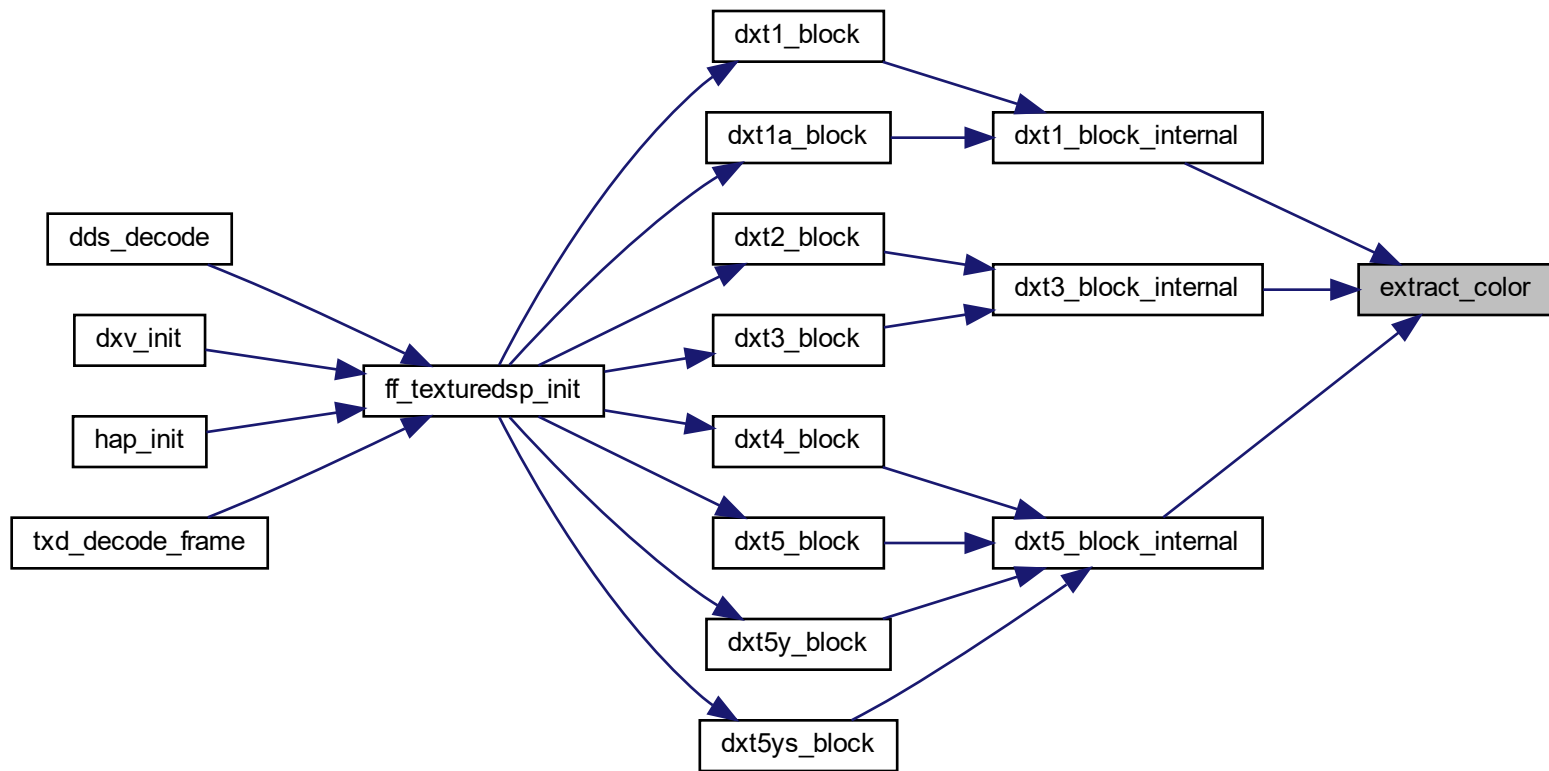 dxt1_block
dxt1a_block
dxt1_block_internal
dds_decode
dxt2_block
dxt3_block_internal
extract_color
dxv_init
dxt3_block
ff_texturedsp_init
hap_init
dxt4_block
txd_decode_frame
dxt5_block
dxt5_block_internal
dxt5y_block
dxt5ys_block